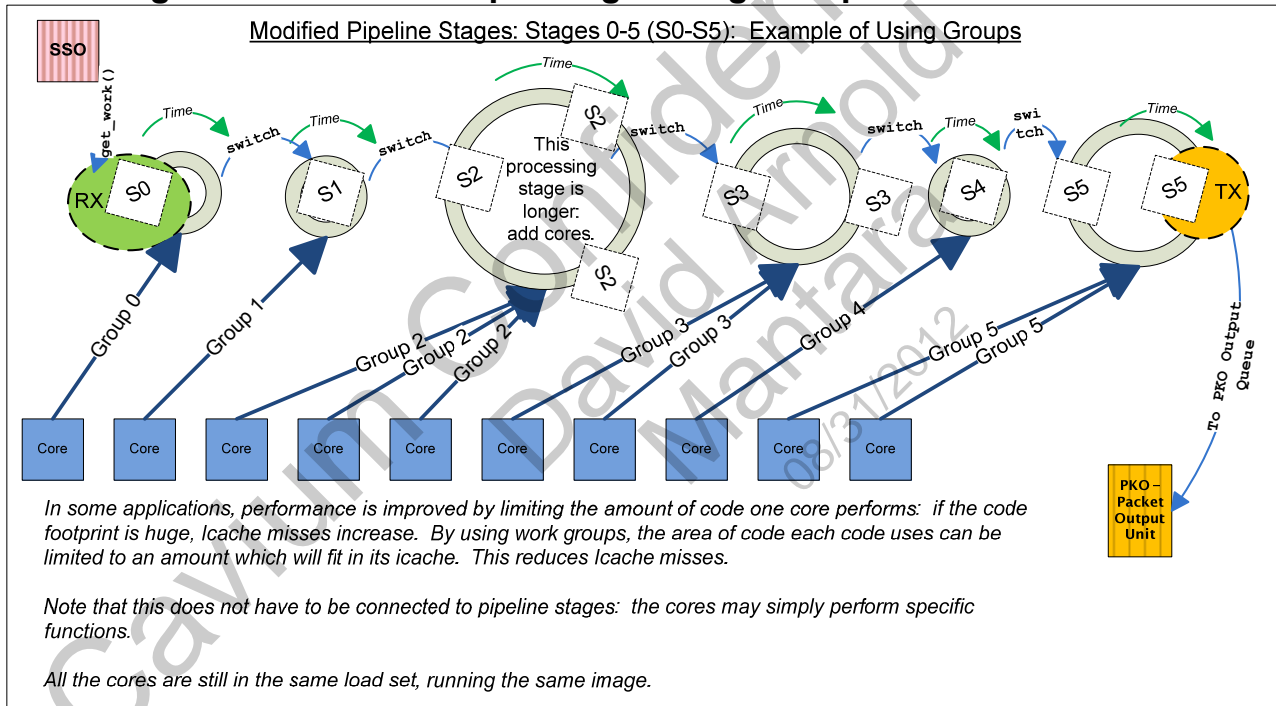 Modified Pipeline Stages: Stages 0-5 (S0-S5): Example of Using Groups
SSO
get_work()
Time
switch
Time
switch
Time
switch
Time
switch
Time
swi
tch
Time
RX
S0
S1
S2
S2
S2
This
processing
stage is
longer:
add cores.
S3
S3
S4
S5
S5
TX
Group 0
Group 1
Group 2
Group 2
Group 2
Group 3
Group 3
Group 4
Group 5
Group 5
To PKO Output
Queue
Core
Core
Core
Core
Core
Core
Core
Core
Core
Core
PKO –
Packet
Output
Unit
In some applications, performance is improved by limiting the amount of code one core performs: if the code
footprint is huge, Icache misses increase. By using work groups, the area of code each code uses can be
limited to an amount which will fit in its icache. This reduces Icache misses.
Note that this does not have to be connected to pipeline stages: the cores may simply perform specific
functions.
All the cores are still in the same load set, running the same image.
Cavium Confiden
David Arnold
Mantara
08/31/2012